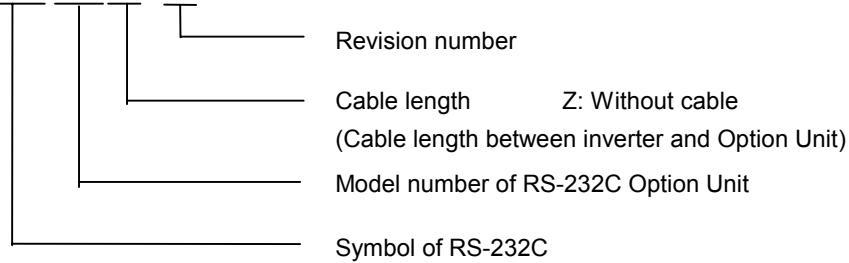 Revision number
Cable length Z: Without cable
(Cable length between inverter and Option Unit)
Model number of RS-232C Option Unit
Symbol of RS-232C